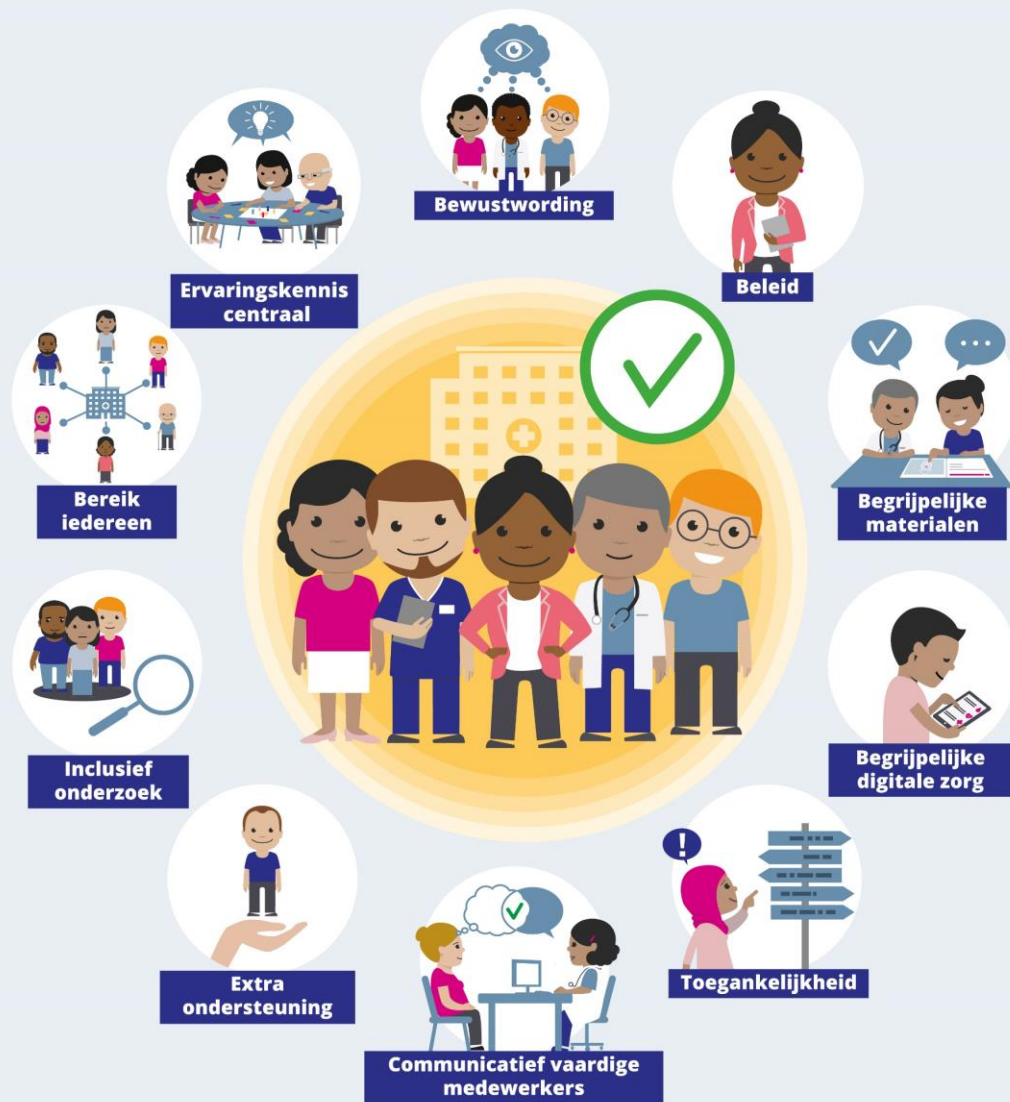 Bewustwording
Beleid
Begrijpelijke
materialen
Begrijpelijke
digitale zorg
Toegankelijkheid
Communicatief vaardige
medewerkers
Extra
ondersteuning
Inclusief
onderzoek
Bereik
iedereen
Ervaringskennis
centraal
!